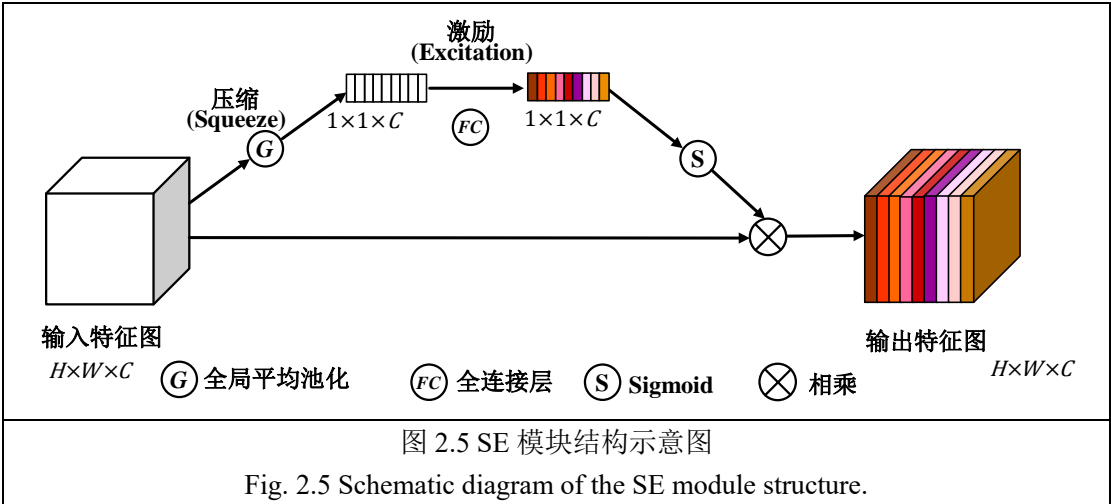 激励
(Excitation)
压缩
(Squeeze)
1×1×C
FC
1×1×C
G
S
输入特征图
H×W×C
输出特征图
H×W×C
G 全局平均池化
FC 全连接层
S Sigmoid
相乘
图 2.5 SE 模块结构示意图
Fig. 2.5 Schematic diagram of the SE module structure.